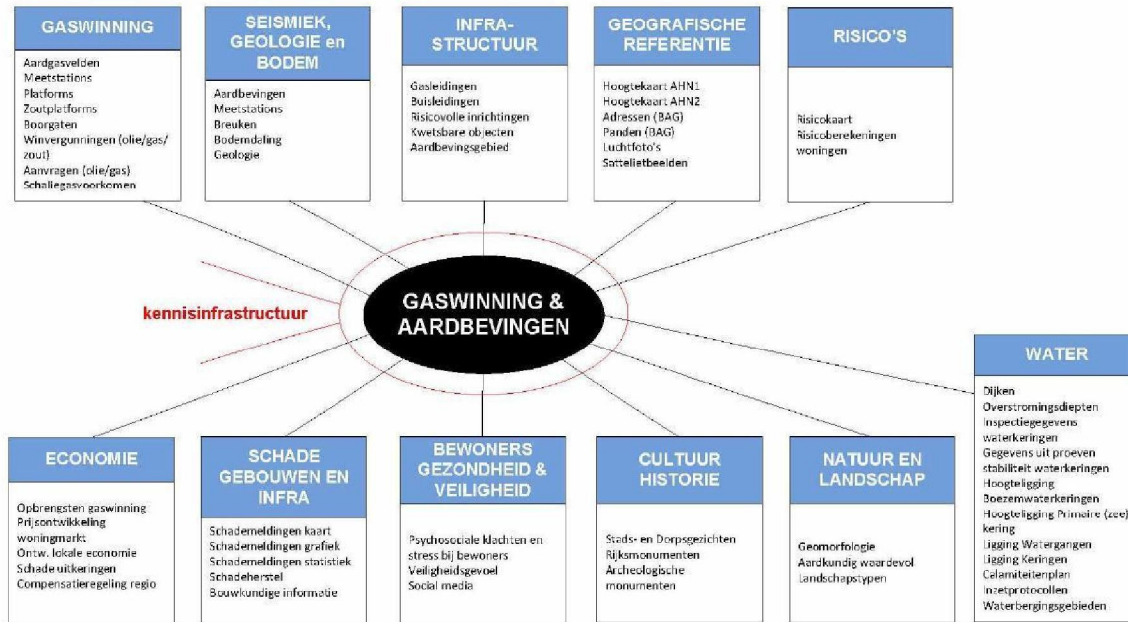 GASWINNING
Aardgasvelden
Meetstations
Platforms
Zoutplatforms
Boorgaten
Winvergunningen (olie/gas/
zout)
Aanvragen (olie/gas)
Schaliegasvoorkomen
SEISMIEK,
GEOLOGIE en
BODEM
Aardbevingen
Meetstations
Breuken
Bodemdaling
Geologie
INFRA-
STRUCTUUR
Gasleidingen
Buisleidingen
Risicovolle inrichtingen
Kwetsbare objecten
Aardbevingsgebied
GEOGRAFISCHE
REFERENTIE
Hoogtekaart AHN1
Hoogtekaart AHN2
Adressen (BAG)
Panden (BAG)
Luchtfoto's
Sattelietbeelden
RISICO'S
Risicokaart
Risicoberekeningen
woningen
kennisinfrastructuur
GASWINNING &
AARDBEVINGEN
ECONOMIE
Opbrengsten gaswinning
Prijsontwikkeling
woningmarkt
Ontw. lokale economie
Schade uitkeringen
Compensatieregeling regio
SCHADE
GEBOUWEN EN
INFRA
Schademeldingen kaart
Schademeldingen grafiek
Schademeldingen statistiek
Schadeherstel
Bouwkundige informatie
BEWONERS
GEZONDHEID &
VEILIGHEID
Psychosociale klachten en
stress bij bewoners
Veiligheidsgevoel
Social media
CULTUUR
HISTORIE
Stads- en Dorpsgezichten
Rijksmonumenten
Archeologische
monumenten
NATUUR EN
LANDSCHAP
Geomorfologie
Aardkundig waardevol
Landschapstypen
WATER
Dijken
Overstromingsdiepten
Inspectiegegevens
waterkeringen
Gegevens uit proeven
stabiliteit waterkeringen
Hoogteligging
Boezemwaterkeringen
Hoogteligging Primaire (zee)
kering
Ligging Watergangen
Ligging Keringen
Calamiteitenplan
Inzetprotocollen
Waterbergingsgebieden